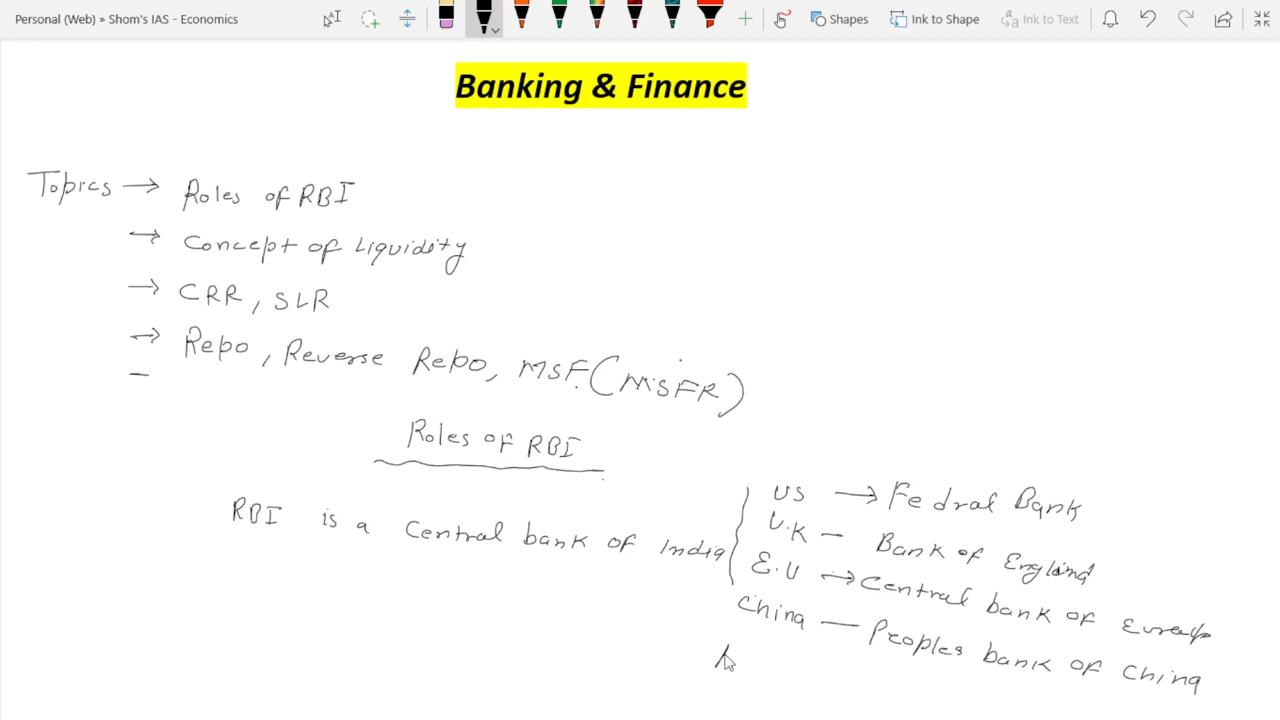 Personal (Web) » Shom's IAS - Economics
Shapes
Ink to Shape
Ink to Text
Banking & Finance
Topics → Roles of RBI
→ Concept of Liquidity
→ CRR, SLR
→ Repo, Reverse Repo, MSF. (MSFR)
Roles of RBI
RBI is a Central bank of India
US → Fedral Bank
U.K — Bank of England
E.U → Central bank of
China — Peoples bank of China